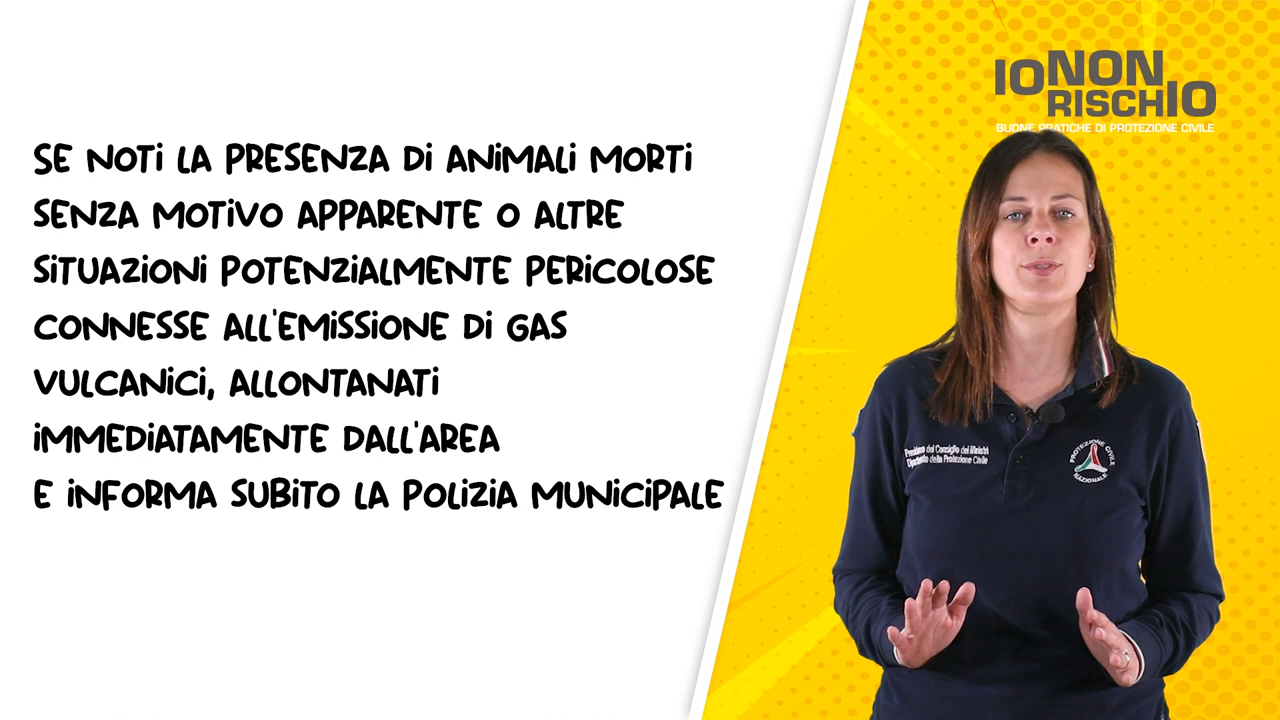 SE NOTI LA PRESENZA DI ANIMALI MORTI
SENZA MOTIVO APPARENTE O ALTRE
SITUAZIONI POTENZIALMENTE PERICOLOSE
CONNESSE ALL'EMISSIONE DI GAS
VULCANICI, ALLONTANATI
IMMEDIATAMENTE DALL'AREA
E INFORMA SUBITO LA POLIZIA MUNICIPALE
IO NON
RISCHIO
BUONE PRATICHE DI PROTEZIONE CIVILE
Presidenza del Consiglio dei Ministri
Dipartimento della Protezione Civile
PROTEZIONE CIVILE
NAZIONALE